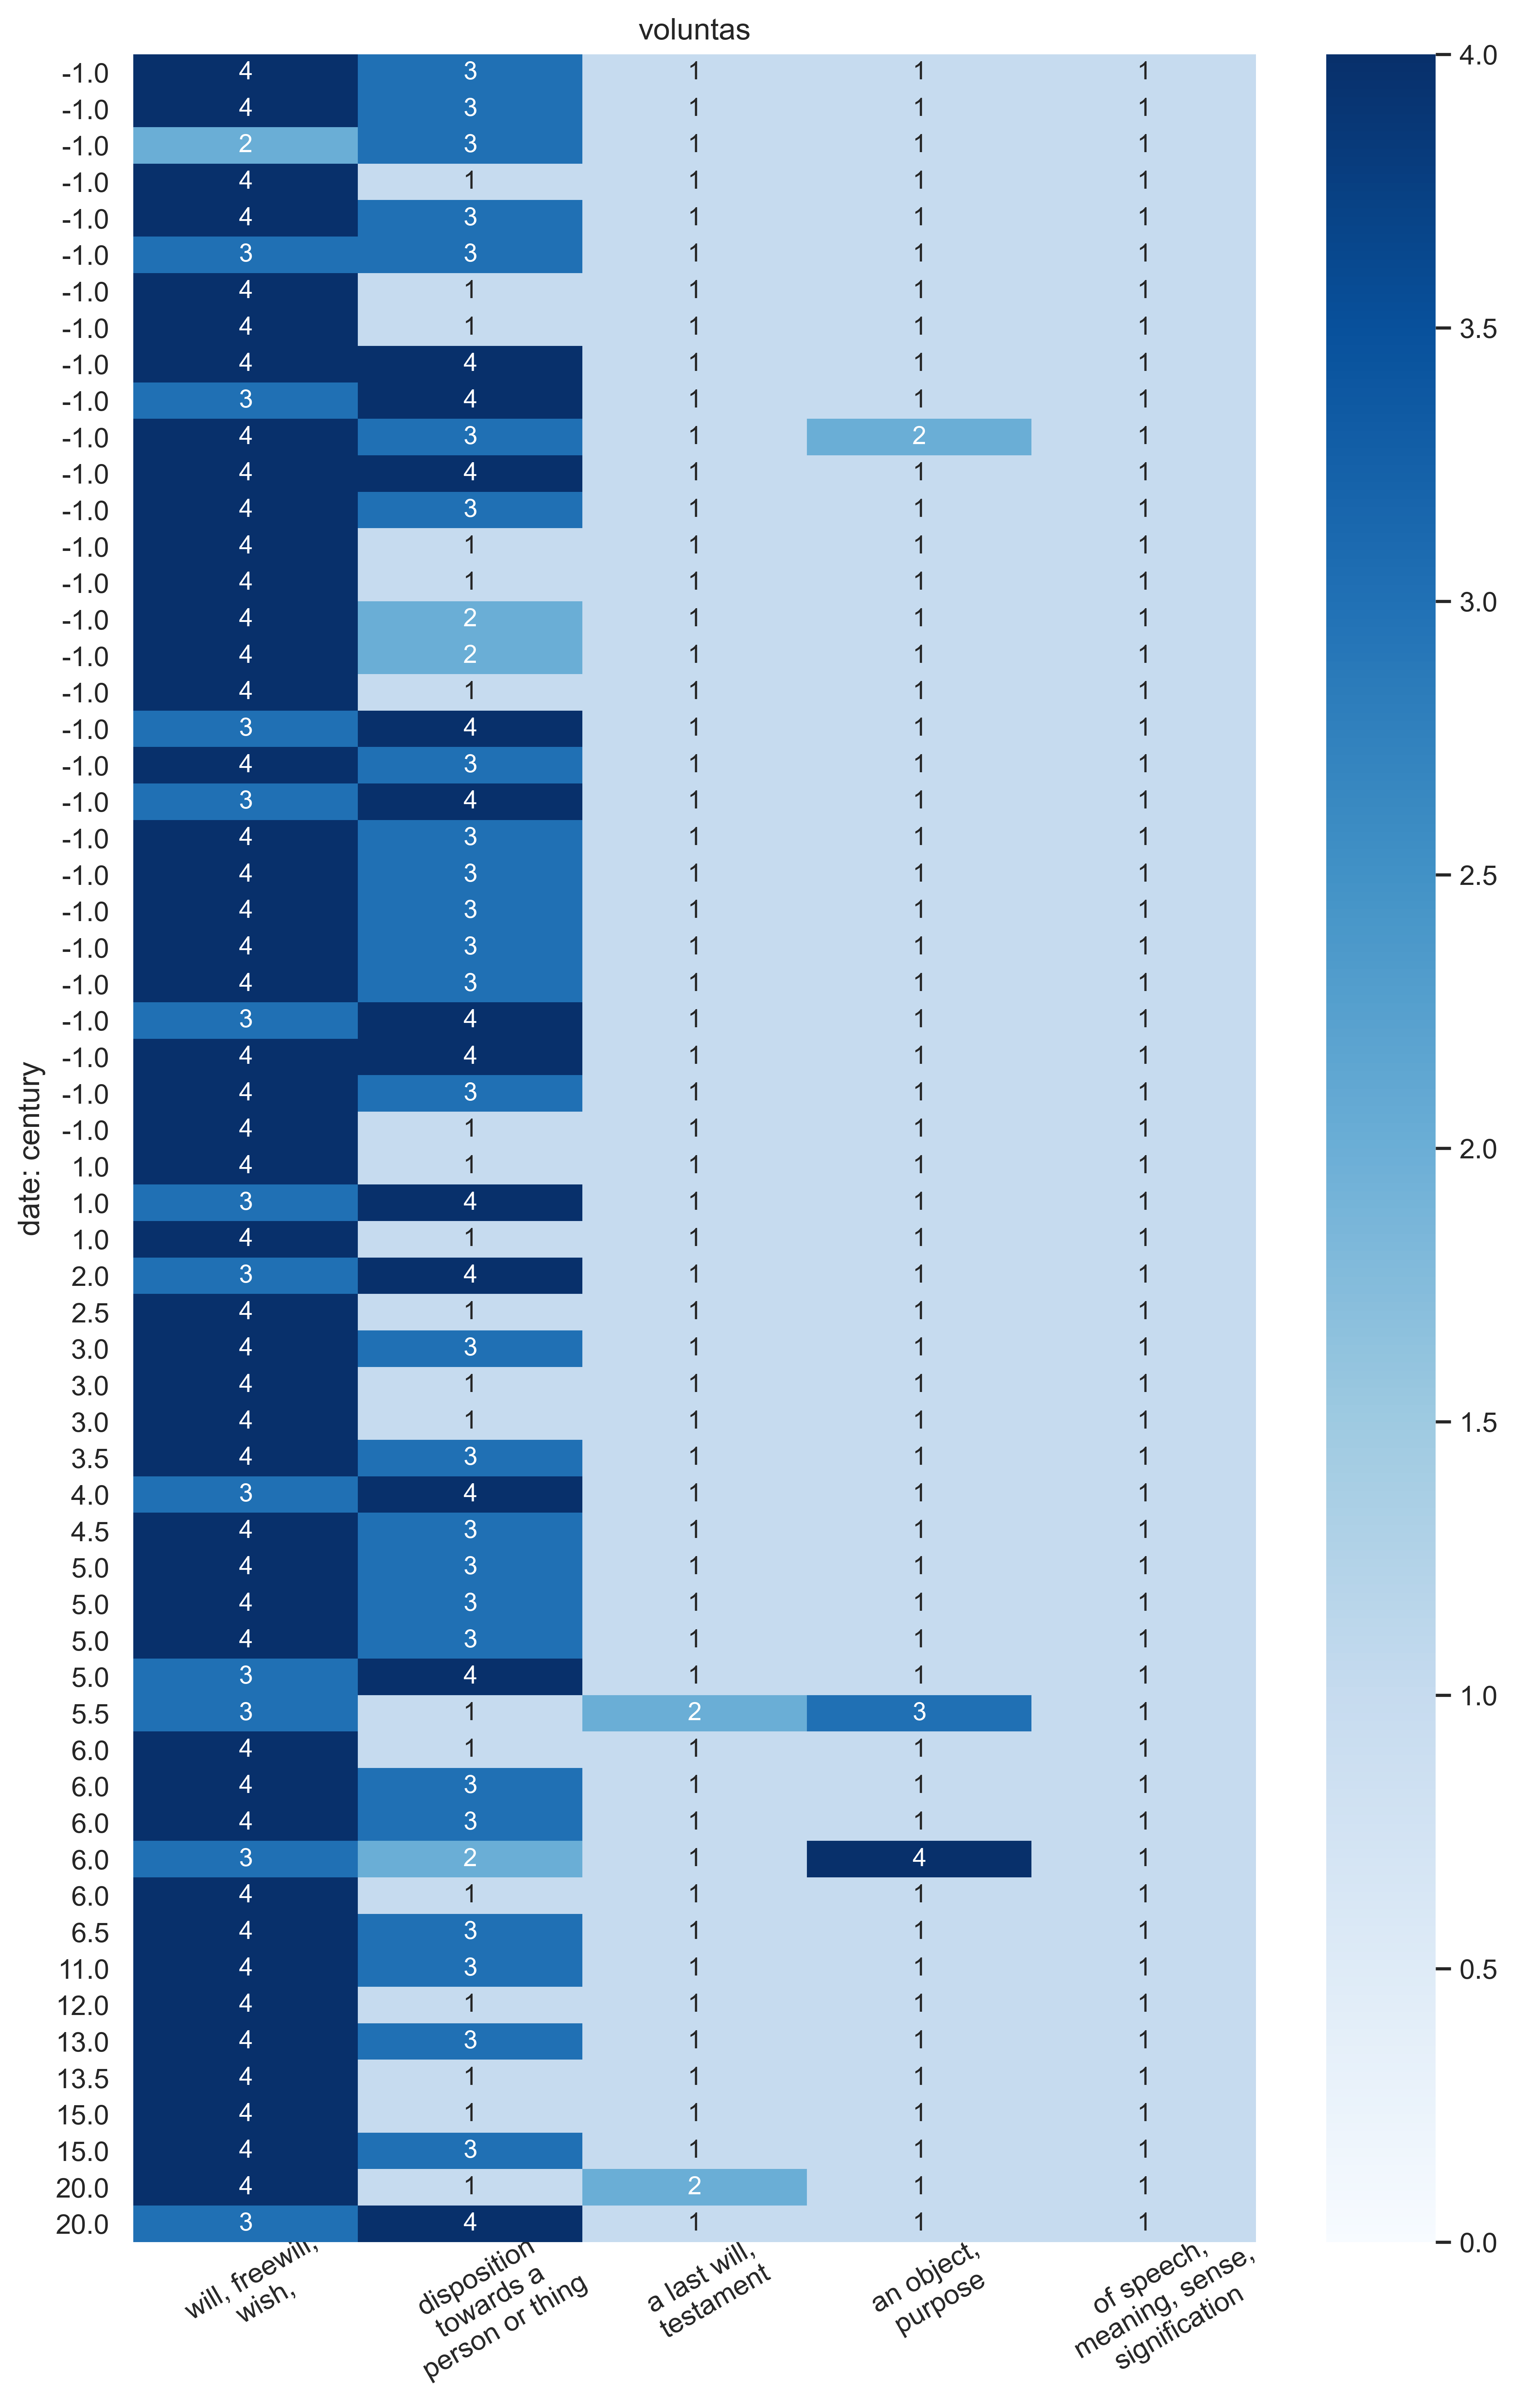 voluntas
-1.0 4 3 1 1 1
-1.0 4 3 1 1 1
-1.0 2 3 1 1 1
-1.0 4 1 1 1 1
-1.0 4 3 1 1 1
-1.0 3 3 1 1 1
-1.0 4 1 1 1 1
-1.0 4 1 1 1 1
-1.0 4 4 1 1 1
-1.0 3 4 1 1 1
-1.0 4 3 1 2 1
-1.0 4 4 1 1 1
-1.0 4 3 1 1 1
-1.0 4 1 1 1 1
-1.0 4 1 1 1 1
-1.0 4 2 1 1 1
-1.0 4 2 1 1 1
-1.0 4 1 1 1 1
-1.0 3 4 1 1 1
-1.0 4 3 1 1 1
-1.0 3 4 1 1 1
-1.0 4 3 1 1 1
-1.0 4 3 1 1 1
-1.0 4 3 1 1 1
-1.0 4 3 1 1 1
-1.0 4 3 1 1 1
-1.0 3 4 1 1 1
-1.0 4 4 1 1 1
-1.0 4 3 1 1 1
-1.0 4 1 1 1 1
1.0 4 1 1 1 1
1.0 3 4 1 1 1
1.0 4 1 1 1 1
2.0 3 4 1 1 1
2.5 4 1 1 1 1
3.0 4 3 1 1 1
3.0 4 1 1 1 1
3.0 4 1 1 1 1
3.5 4 3 1 1 1
4.0 3 4 1 1 1
4.5 4 3 1 1 1
5.0 4 3 1 1 1
5.0 4 3 1 1 1
5.0 4 3 1 1 1
5.0 3 4 1 1 1
5.5 3 1 2 3 1
6.0 4 1 1 1 1
6.0 4 3 1 1 1
6.0 4 3 1 1 1
6.0 3 2 1 4 1
6.0 4 1 1 1 1
6.5 4 3 1 1 1
11.0 4 3 1 1 1
12.0 4 1 1 1 1
13.0 4 3 1 1 1
13.5 4 1 1 1 1
15.0 4 1 1 1 1
15.0 4 3 1 1 1
20.0 4 1 2 1 1
20.0 3 4 1 1 1
date: century
will, freewill,
wish,
disposition
towards a
person or thing
a last will,
testament
an object,
purpose
of speech,
meaning, sense,
signification
4.0
3.5
3.0
2.5
2.0
1.5
1.0
0.5
0.0